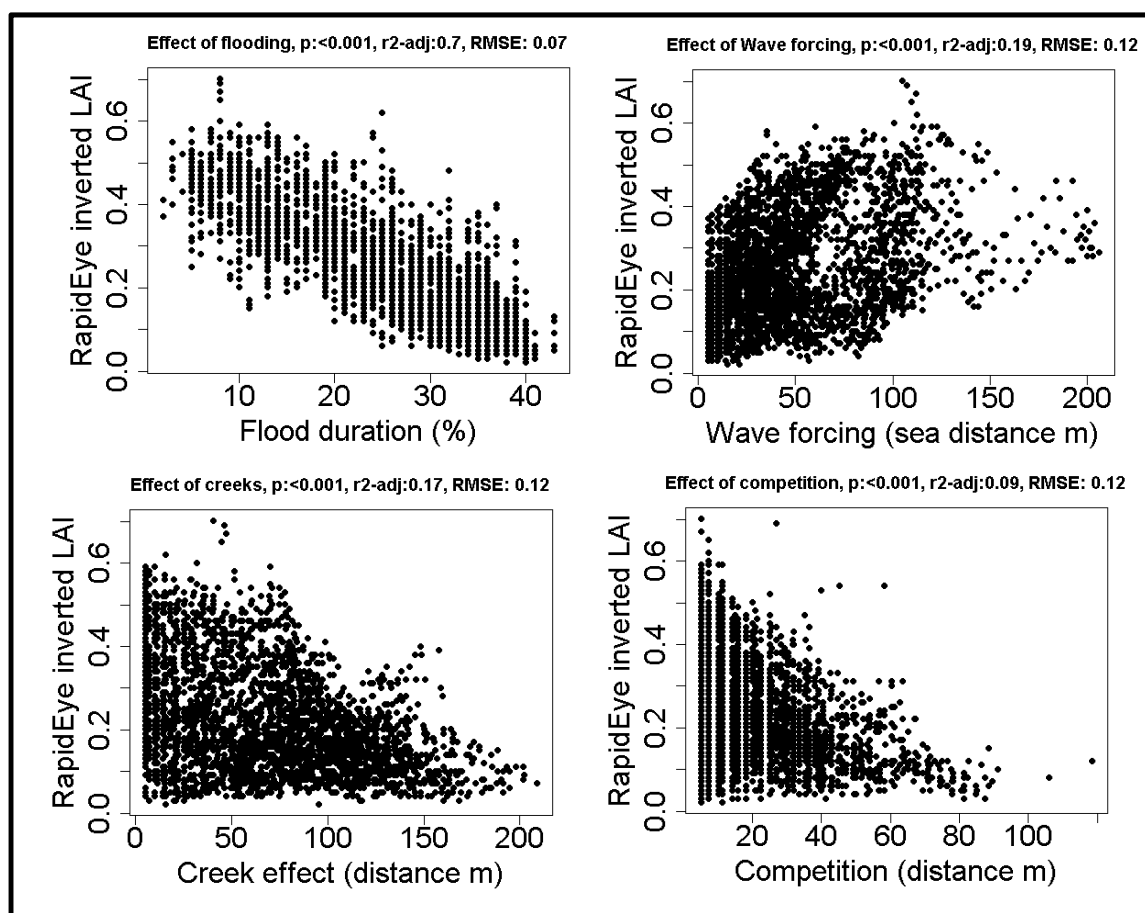 Effect of flooding, p:<0.001, r2-adj:0.7, RMSE: 0.07
RapidEye inverted LAI
0.0 0.2 0.4 0.6
10 20 30 40
Flood duration (%)
Effect of Wave forcing, p:<0.001, r2-adj:0.19, RMSE: 0.12
RapidEye inverted LAI
0.0 0.2 0.4 0.6
0 50 100 150 200
Wave forcing (sea distance m)
Effect of creeks, p:<0.001, r2-adj:0.17, RMSE: 0.12
RapidEye inverted LAI
0.0 0.2 0.4 0.6
0 50 100 150 200
Creek effect (distance m)
Effect of competition, p:<0.001, r2-adj:0.09, RMSE: 0.12
RapidEye inverted LAI
0.0 0.2 0.4 0.6
20 40 60 80 100
Competition (distance m)